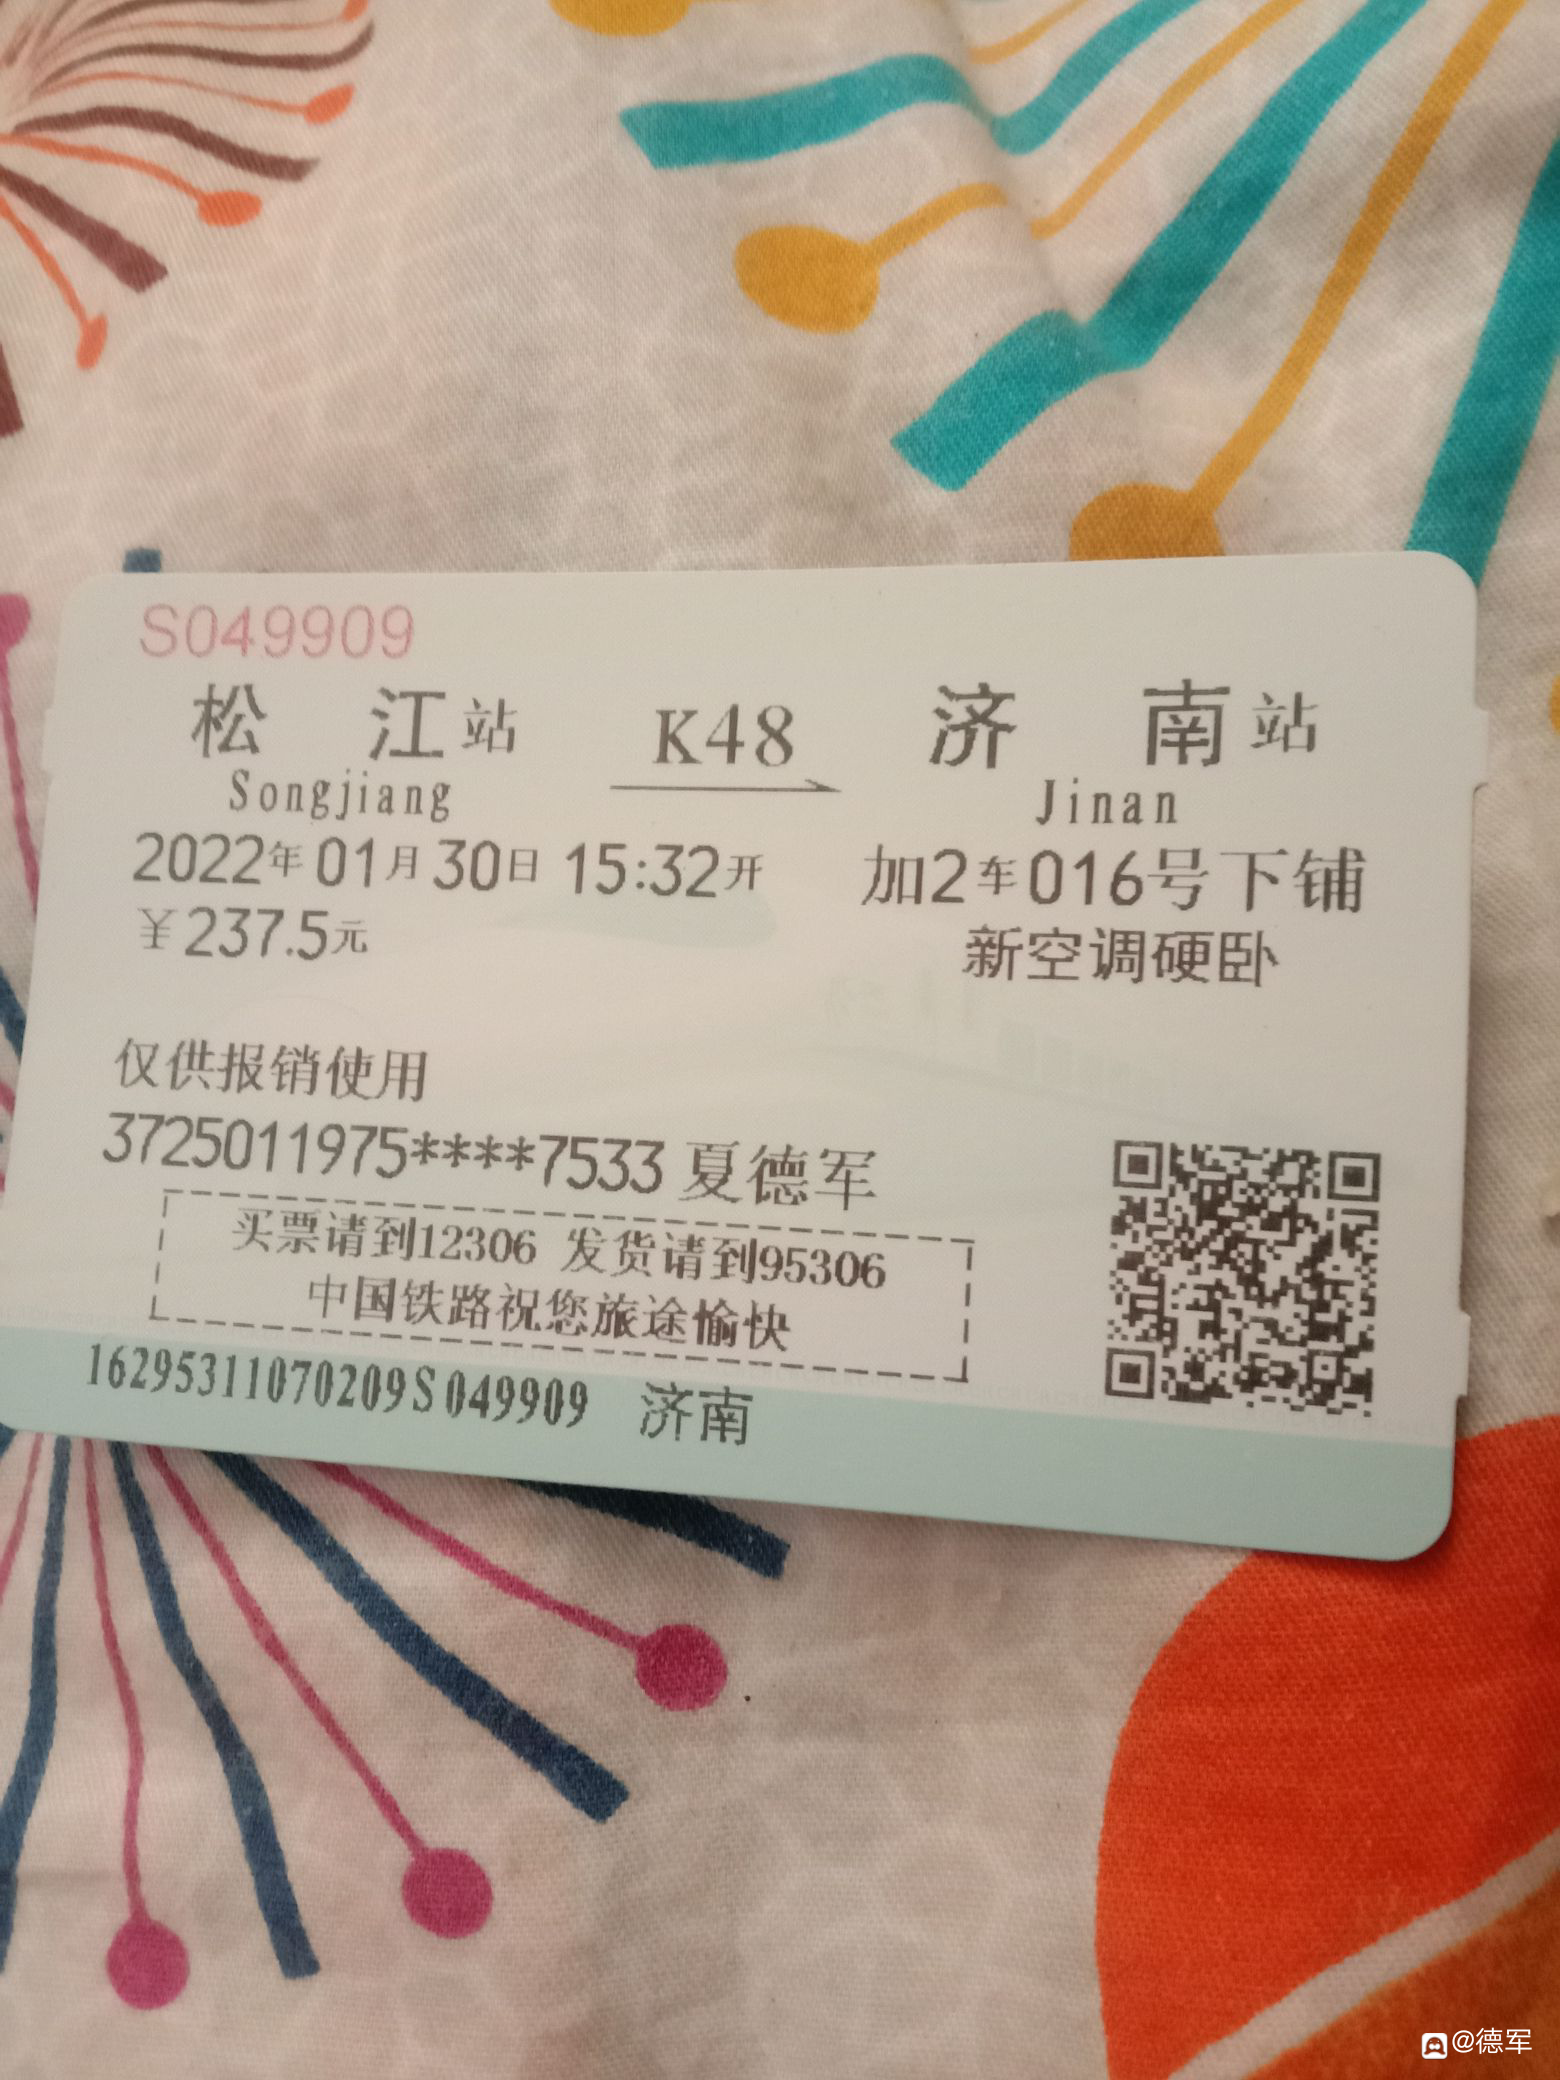 S049909
松江站 K48 济南站
Songjiang Jinan
2022年01月30日 15:32开 加2车016号下铺
￥237.5元 新空调硬卧
仅供报销使用
3725011975****7533 夏德军
买票请到12306 发货请到95306
中国铁路祝您旅途愉快
16295311070209S049909 济南
@德军